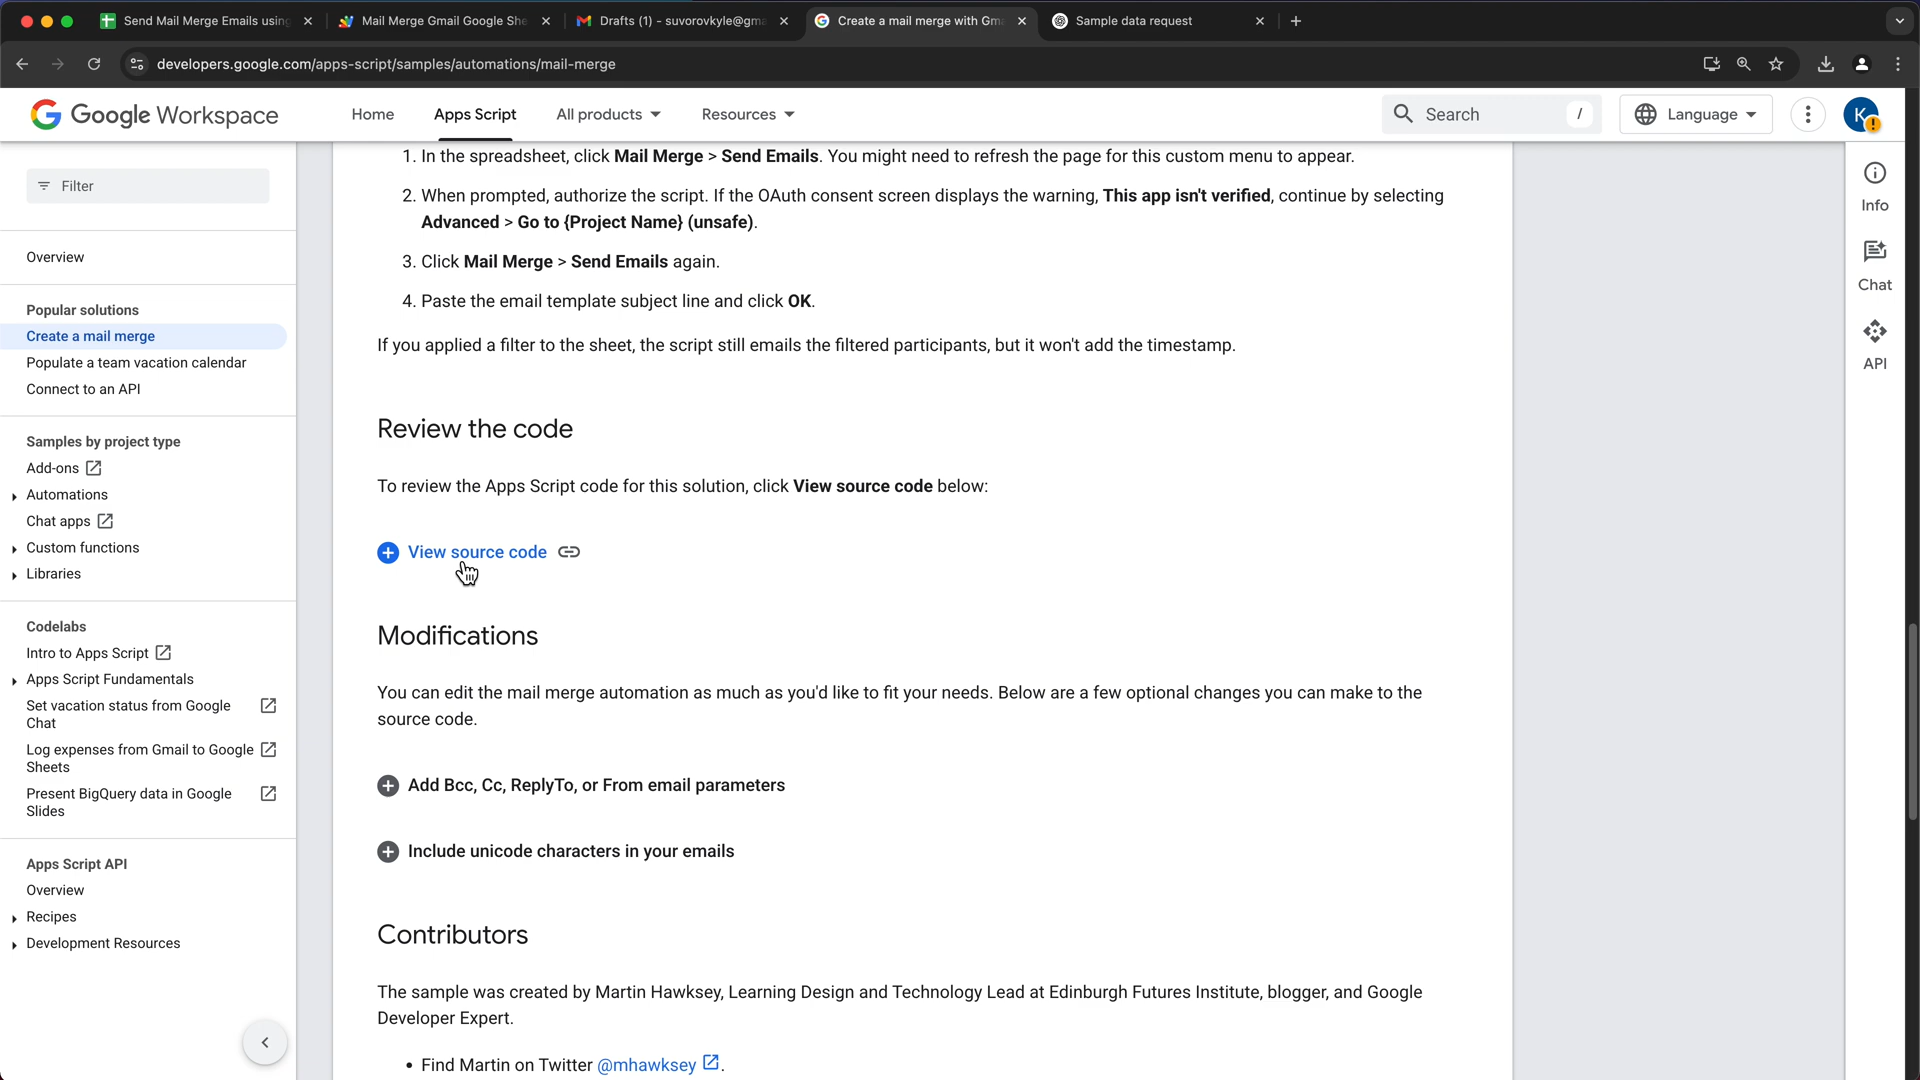 Send Mail Merge Emails using
Mail Merge Gmail Google She
Drafts (1) - suvorovkyle@gma
Create a mail merge with Gm
Sample data request
developers.google.com/apps-script/samples/automations/mail-merge
Google Workspace
Home
Apps Script
All products
Resources
Search
/
Language
K
Filter
Overview
Popular solutions
Create a mail merge
Populate a team vacation calendar
Connect to an API
Samples by project type
Add-ons
Automations
Chat apps
Custom functions
Libraries
Codelabs
Intro to Apps Script
Apps Script Fundamentals
Set vacation status from Google
Chat
Log expenses from Gmail to Google
Sheets
Present BigQuery data in Google
Slides
Apps Script API
Overview
Recipes
Development Resources
1. In the spreadsheet, click Mail Merge > Send Emails. You might need to refresh the page for this custom menu to appear.
2. When prompted, authorize the script. If the OAuth consent screen displays the warning, This app isn't verified, continue by selecting
Advanced > Go to {Project Name} (unsafe).
3. Click Mail Merge > Send Emails again.
4. Paste the email template subject line and click OK.
If you applied a filter to the sheet, the script still emails the filtered participants, but it won't add the timestamp.
Review the code
To review the Apps Script code for this solution, click View source code below:
View source code
Modifications
You can edit the mail merge automation as much as you'd like to fit your needs. Below are a few optional changes you can make to the
source code.
Add Bcc, Cc, ReplyTo, or From email parameters
Include unicode characters in your emails
Contributors
The sample was created by Martin Hawksey, Learning Design and Technology Lead at Edinburgh Futures Institute, blogger, and Google
Developer Expert.
• Find Martin on Twitter @mhawksey.
Info
Chat
API